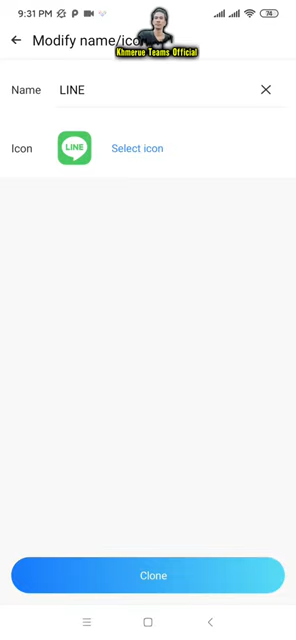 9:31 PM
74
Modify name/ico
Khmerue Teams Official
Name LINE
Icon LINE Select icon
Clone